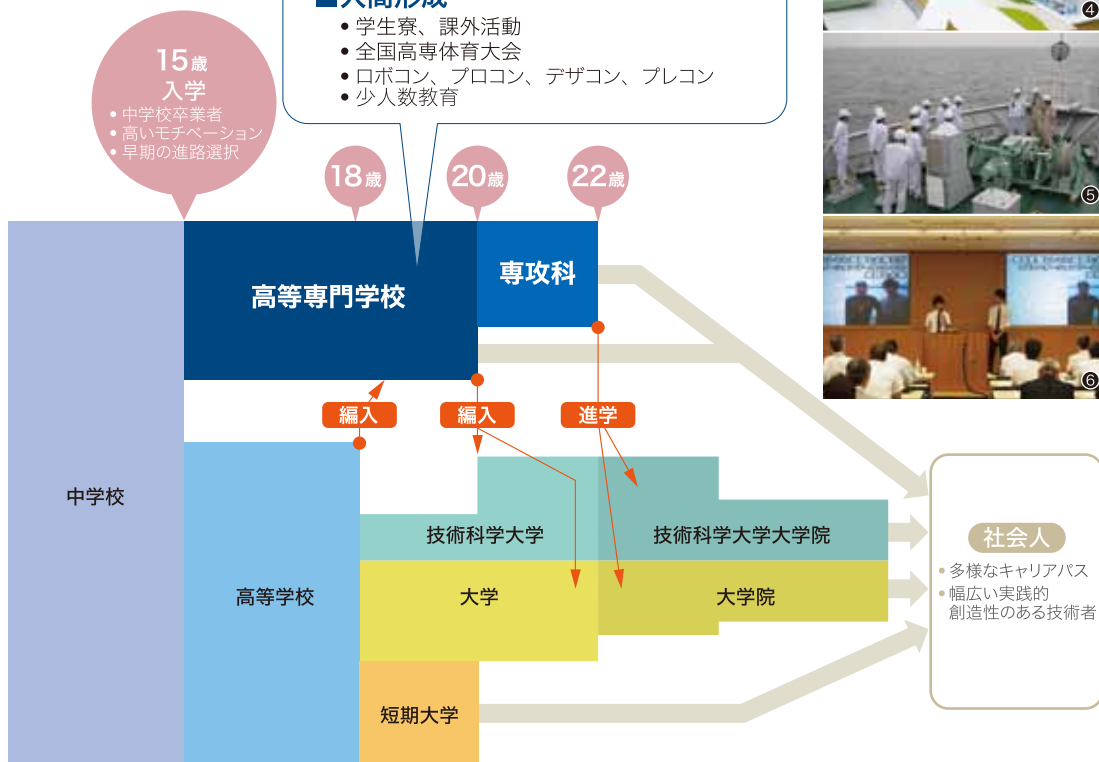 ■人間形成
• 学生寮、課外活動
• 全国高専体育大会
• ロボコン、プロコン、デザコン、プレコン
• 少人数教育
15歳
入学
• 中学校卒業者
• 高いモチベーション
• 早期の進路選択
18歳
20歳
22歳
④
⑤
⑥
高等専門学校
専攻科
編入
編入
進学
中学校
高等学校
技術科学大学
技術科学大学大学院
大学
大学院
短期大学
社会人
• 多様なキャリアパス
• 幅広い実践的
創造性のある技術者